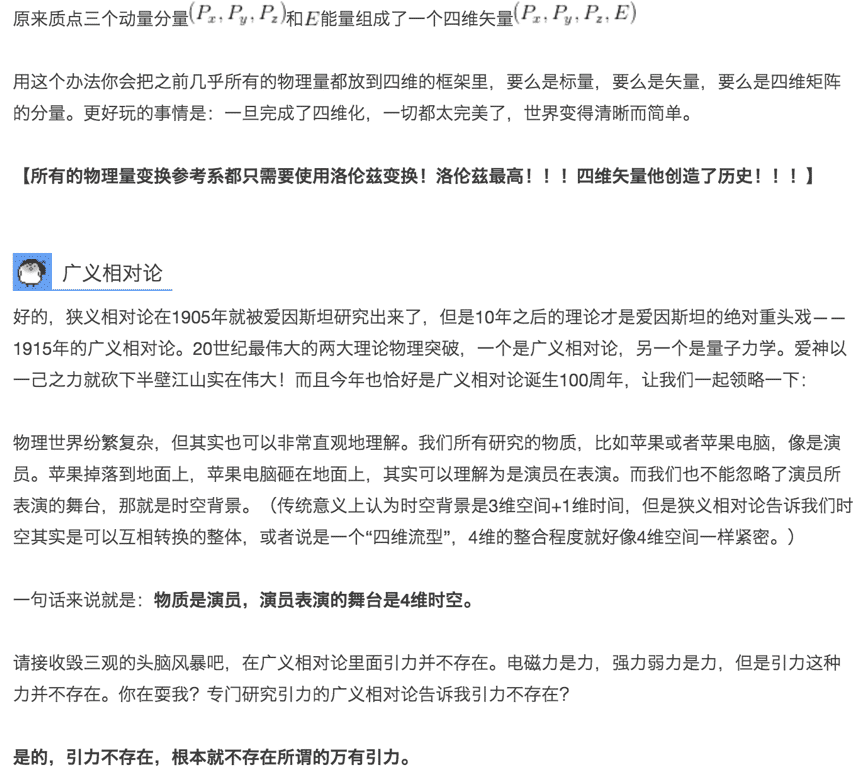 原来质点三个动量分量(Px, Py, Pz)和E能量组成了一个四维矢量(Px, Py, Pz, E)
用这个办法你会把之前几乎所有的物理量都放到四维的框架里，要么是标量，要么是矢量，要么是四维矩阵
的分量。更好玩的事情是：一旦完成了四维化，一切都太完美了，世界变得清晰而简单。
【所有的物理量变换参考系都只需要使用洛伦兹变换！洛伦兹最高！！！四维矢量他创造了历史！！！】
广义相对论
好的，狭义相对论在1905年就被爱因斯坦研究出来了，但是10年之后的理论才是爱因斯坦的绝对重头戏——
1915年的广义相对论。20世纪最伟大的两大理论物理突破，一个是广义相对论，另一个是量子力学。爱神以
一己之力就砍下半壁江山实在伟大！而且今年也恰好是广义相对论诞生100周年，让我们一起领略一下：
物理世界纷繁复杂，但其实也可以非常直观地理解。我们所有研究的物质，比如苹果或者苹果电脑，像是演
员。苹果掉落到地面上，苹果电脑砸在地面上，其实可以理解为是演员在表演。而我们也不能忽略了演员所
表演的舞台，那就是时空背景。（传统意义上认为时空背景是3维空间+1维时间，但是狭义相对论告诉我们时
空其实是可以互相转换的整体，或者说是一个“四维流型”，4维的整合程度就好像4维空间一样紧密。）
一句话来说就是：物质是演员，演员表演的舞台是4维时空。
请接收毁三观的头脑风暴吧，在广义相对论里面引力并不存在。电磁力是力，强力弱力是力，但是引力这种
力并不存在。你在耍我？专门研究引力的广义相对论告诉我引力不存在？
是的，引力不存在，根本就不存在所谓的万有引力。